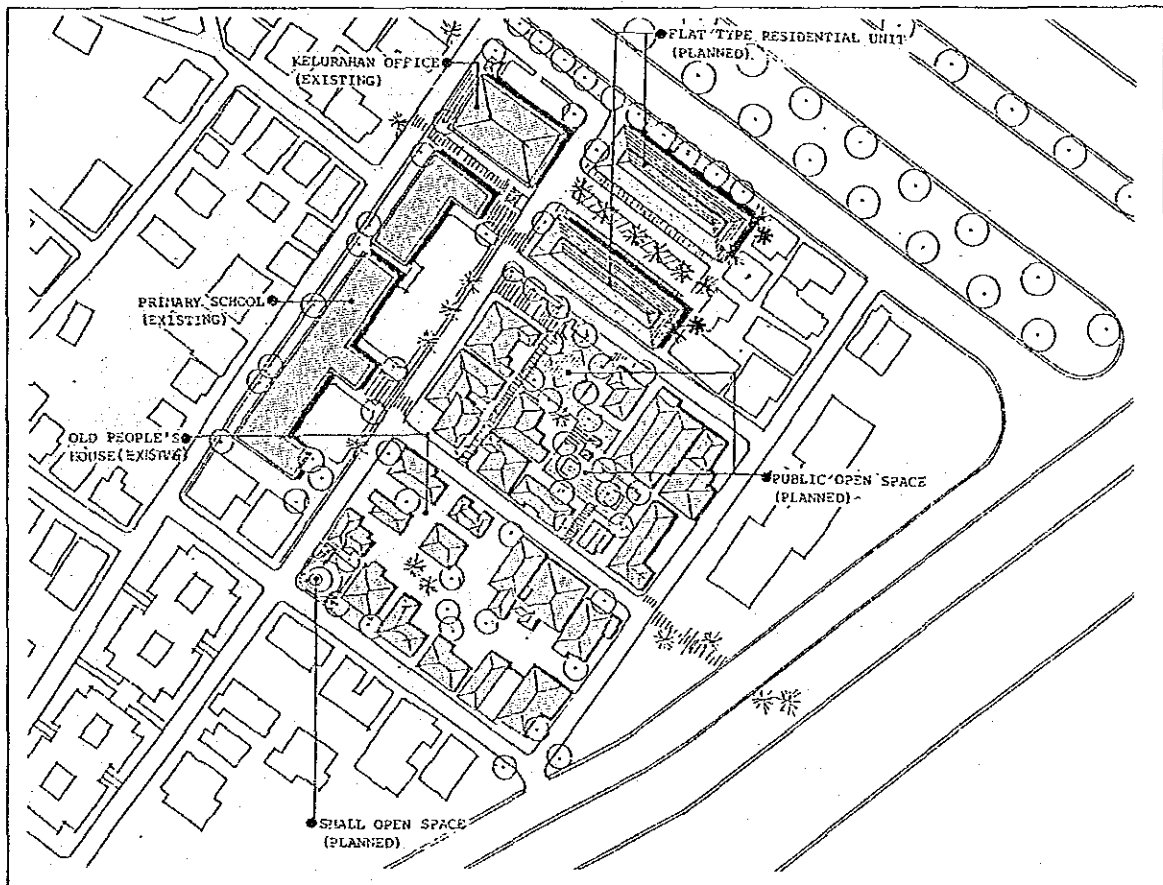 FLAT TYPE RESIDENTIAL UNIT
(PLANNED)
KELURAHAN OFFICE
(EXISTING)
PRIMARY SCHOOL
(EXISTING)
OLD PEOPLE'S
HOUSE (EXISTING)
PUBLIC OPEN SPACE
(PLANNED)
SMALL OPEN SPACE
(PLANNED)